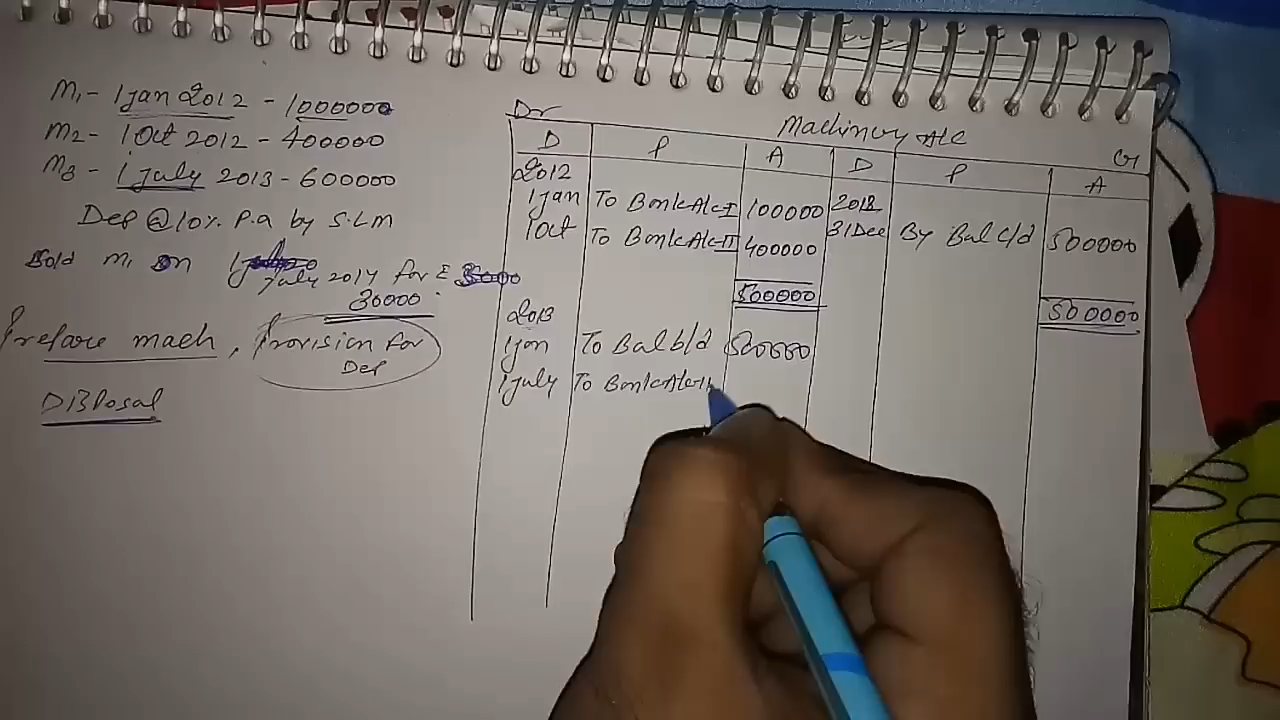 M1 - 1 jan 2012 - 1000000
M2 - 1 Oct 2012 - 400000
M3 - 1 july 2013 - 600000
Dep @ 10% P.a by S.L.M
Sold M1 on 1 july 2014 for
30000
Prepare mach, Provision for
Dep
Disposal
Dr Machinery A/c Cr
D P A D P A
2012
1 jan To Bank A/c I 100000 2012
1 Oct To Bank A/c II 400000 31 Dec By Bal c/d 500000
500000 500000
2013
1 jan To Bal b/d 500000
1 july To Bank A/c